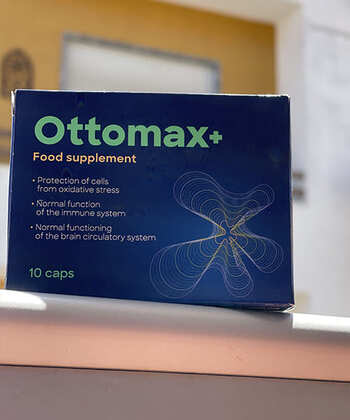 Ottomax+
Food supplement
• Protection of cells
from oxidative stress
• Normal function
of the immune system
• Normal functioning
of the brain circulatory system
10 caps